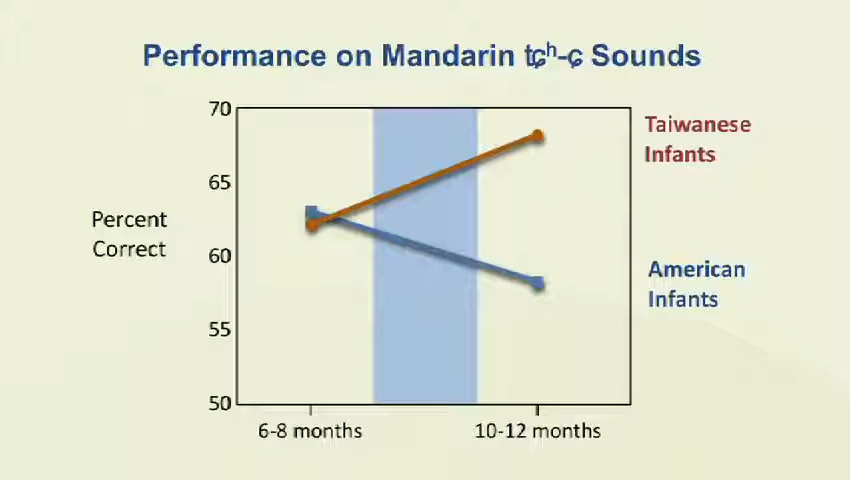 Performance on Mandarin tɕʰ-ɕ Sounds
70
65
60
55
50
Percent
Correct
Taiwanese
Infants
American
Infants
6-8 months
10-12 months